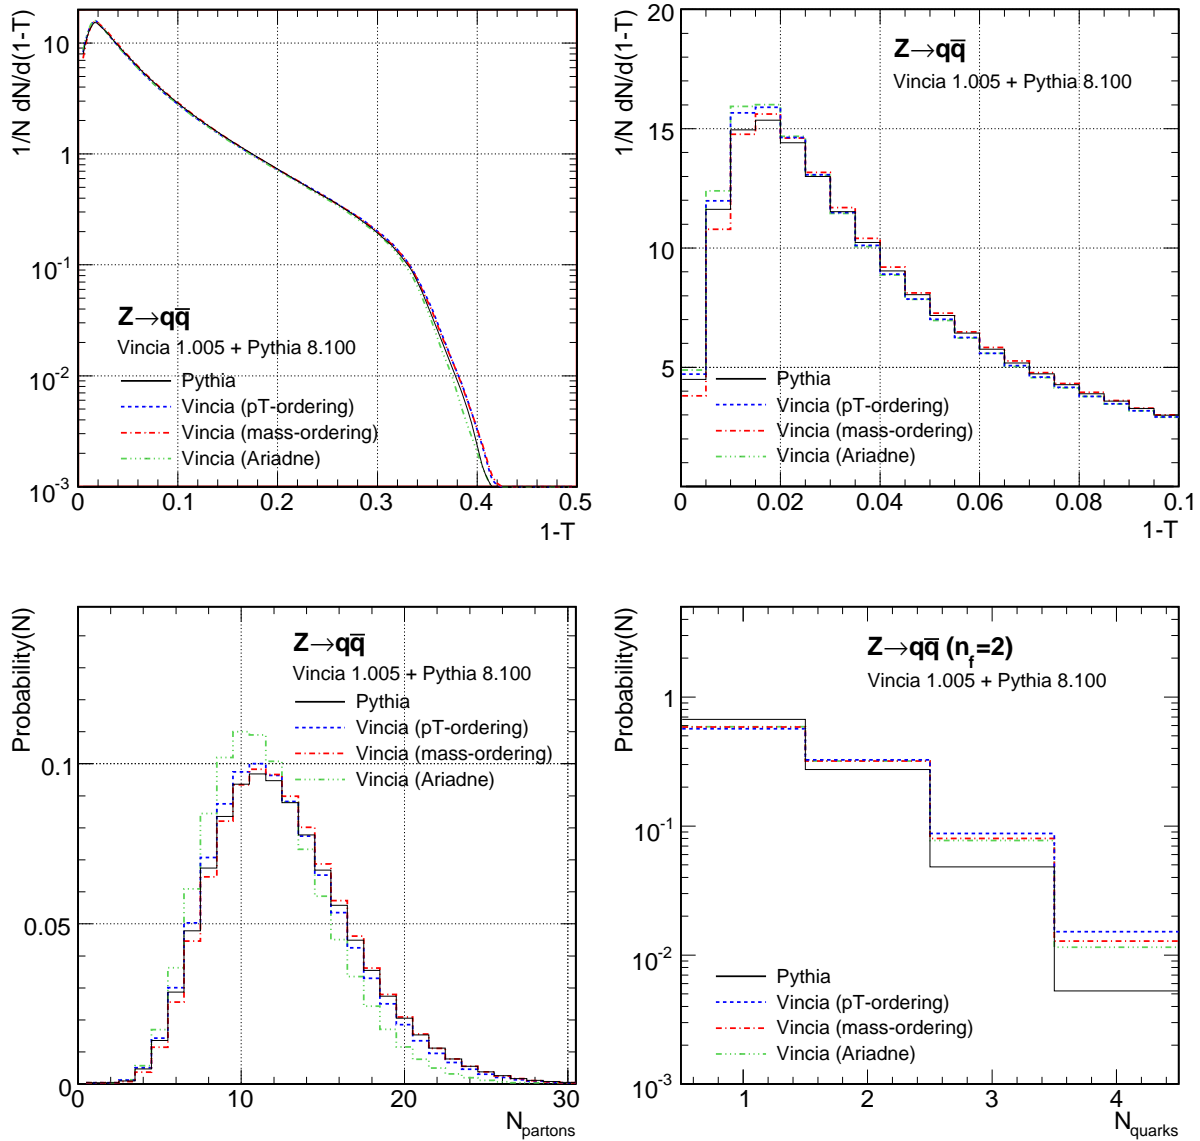 1/N dN/d(1-T)
10
1
10⁻¹
10⁻²
10⁻³
Z→qq̅
Vincia 1.005 + Pythia 8.100
Pythia
Vincia (pT-ordering)
Vincia (mass-ordering)
Vincia (Ariadne)
0 0.1 0.2 0.3 0.4 0.5
1-T
1/N dN/d(1-T)
20
15
10
5
Z→qq̅
Vincia 1.005 + Pythia 8.100
Pythia
Vincia (pT-ordering)
Vincia (mass-ordering)
Vincia (Ariadne)
0 0.02 0.04 0.06 0.08 0.1
1-T
Probability(N)
0.1
0.05
0
Z→qq̅
Vincia 1.005 + Pythia 8.100
Pythia
Vincia (pT-ordering)
Vincia (mass-ordering)
Vincia (Ariadne)
0 10 20 30
N_partons
Probability(N)
1
10⁻¹
10⁻²
10⁻³
Z→qq̅ (n_f=2)
Vincia 1.005 + Pythia 8.100
Pythia
Vincia (pT-ordering)
Vincia (mass-ordering)
Vincia (Ariadne)
1 2 3 4
N_quarks